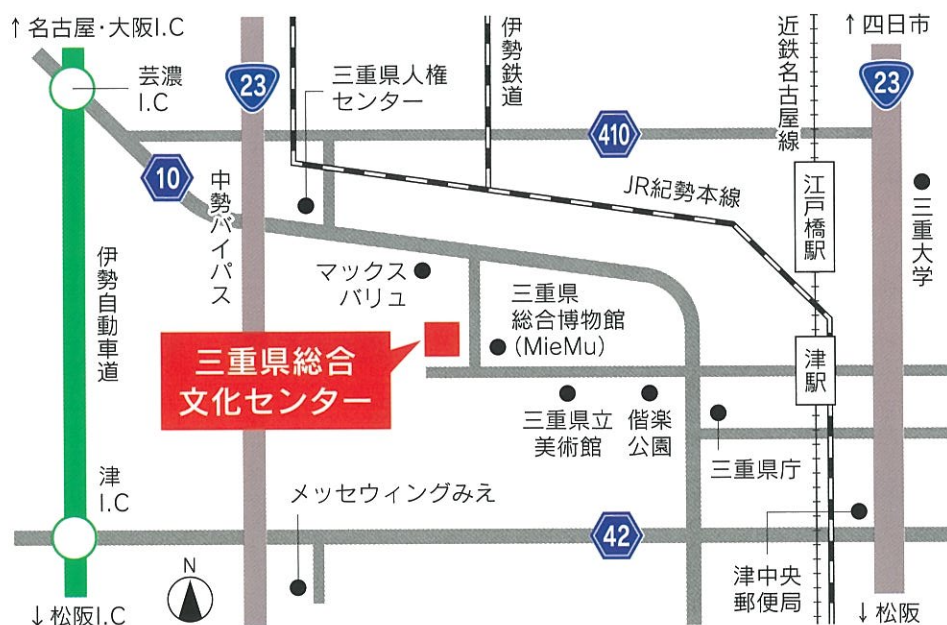 ↑名古屋・大阪I.C
芸濃
I.C
23
三重県人権
センター
伊勢鉄道
410
近鉄名古屋線
↑四日市
23
10
中勢バイパス
JR紀勢本線
江戸橋駅
三重大学
伊勢自動車道
マックス
バリュ
三重県
総合博物館
(MieMu)
三重県総合
文化センター
津駅
三重県立
美術館
偕楽
公園
三重県庁
津
I.C
メッセウィングみえ
42
津中央
郵便局
N
↓松阪I.C
↓松阪